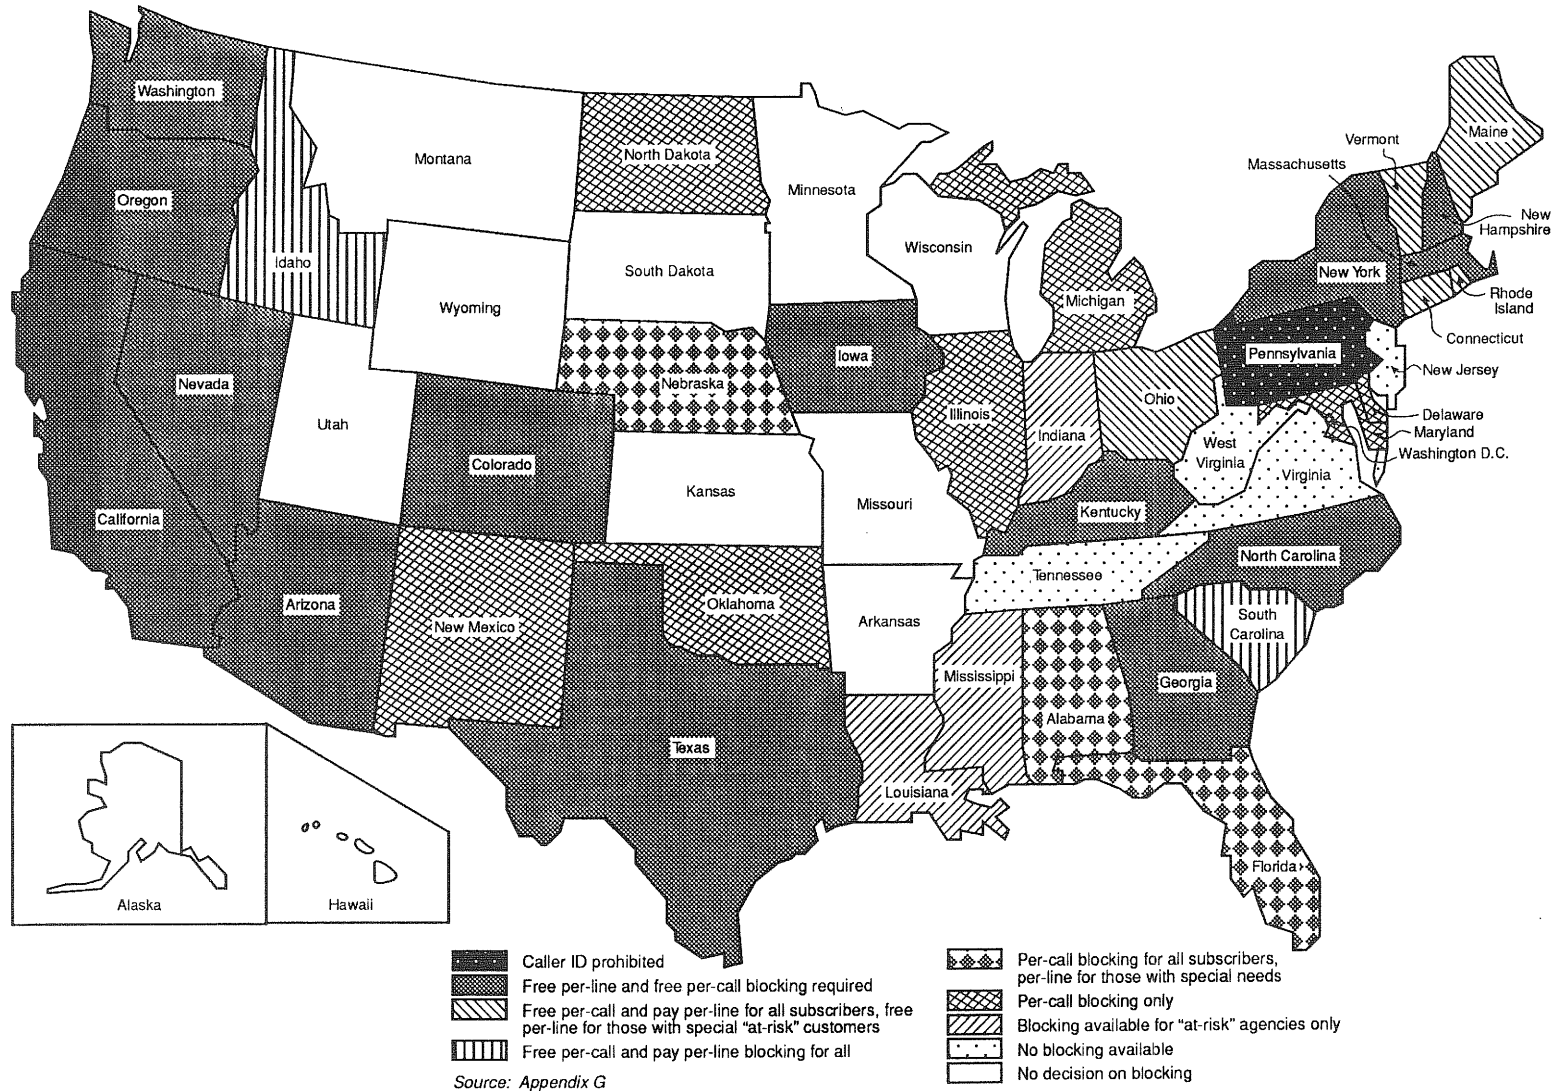 Washington
Montana
North Dakota
Minnesota
Vermont
Maine
Massachusetts
Oregon
Idaho
South Dakota
Wisconsin
New
Hampshire
New York
Wyoming
Michigan
Rhode
Island
Connecticut
Nevada
Nebraska
Iowa
Pennsylvania
New Jersey
Utah
Illinois
Indiana
Ohio
Delaware
Maryland
Washington D.C.
West
Virginia
Virginia
Colorado
Kansas
Missouri
Kentucky
California
North Carolina
Arizona
New Mexico
Oklahoma
Arkansas
Tennessee
South
Carolina
Mississippi
Alabama
Georgia
Texas
Louisiana
Florida
Alaska
Hawaii
Caller ID prohibited
Free per-line and free per-call blocking required
Free per-call and pay per-line for all subscribers, free
per-line for those with special "at-risk" customers
Free per-call and pay per-line blocking for all
Per-call blocking for all subscribers,
per-line for those with special needs
Per-call blocking only
Blocking available for "at-risk" agencies only
No blocking available
No decision on blocking
Source: Appendix G